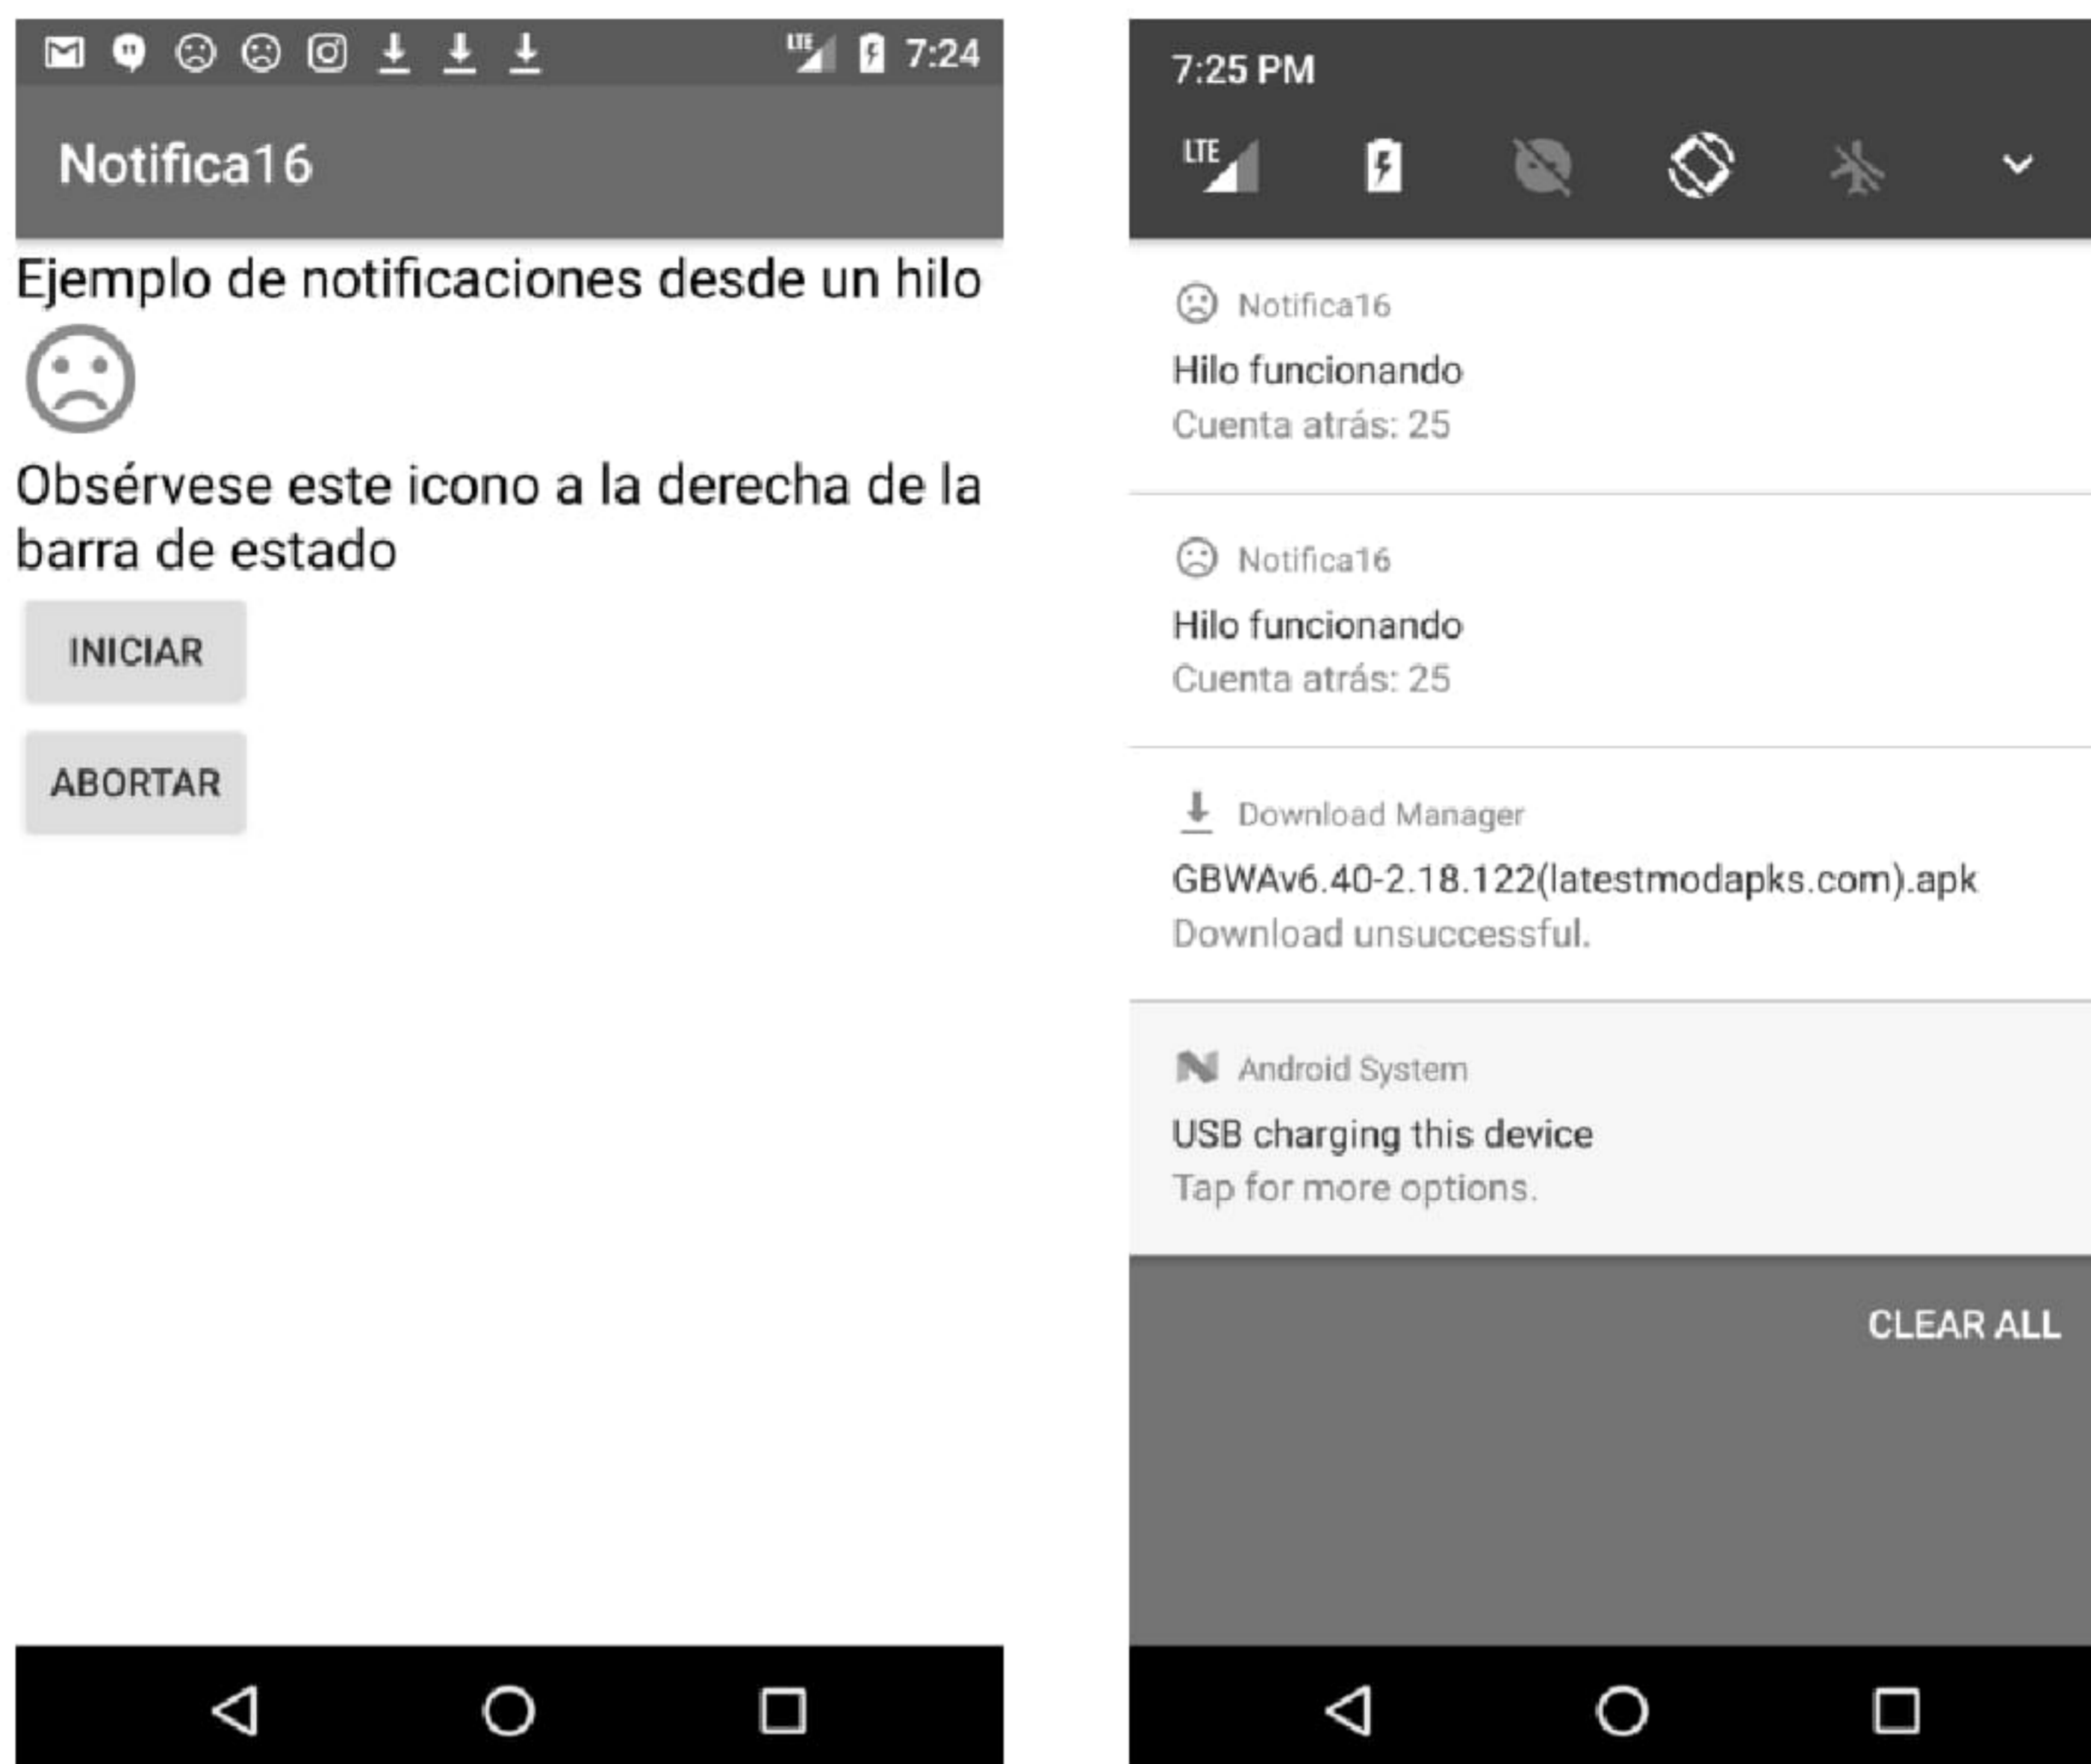 LTE 7:24
Notifica16
Ejemplo de notificaciones desde un hilo
Obsérvese este icono a la derecha de la
barra de estado
INICIAR
ABORTAR
7:25 PM
LTE
Notifica16
Hilo funcionando
Cuenta atrás: 25
Notifica16
Hilo funcionando
Cuenta atrás: 25
Download Manager
GBWAv6.40-2.18.122(latestmodapks.com).apk
Download unsuccessful.
Android System
USB charging this device
Tap for more options.
CLEAR ALL